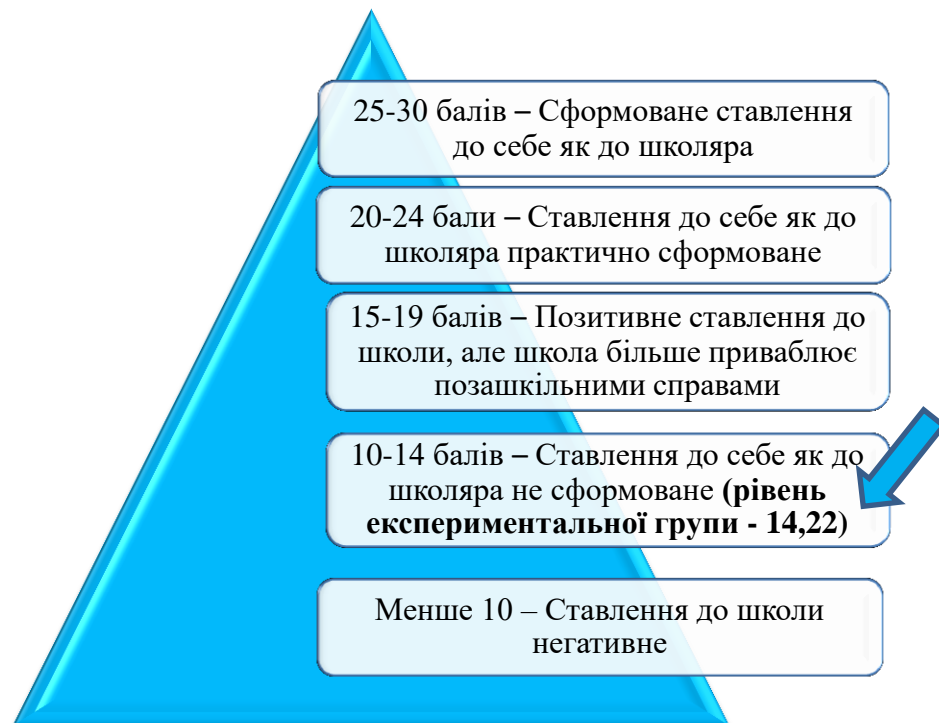 25-30 балів – Сформоване ставлення
до себе як до школяра
20-24 бали – Ставлення до себе як до
школяра практично сформоване
15-19 балів – Позитивне ставлення до
школи, але школа більше приваблює
позашкільними справами
10-14 балів – Ставлення до себе як до
школяра не сформоване (рівень
експериментальної групи - 14,22)
Менше 10 – Ставлення до школи
негативне